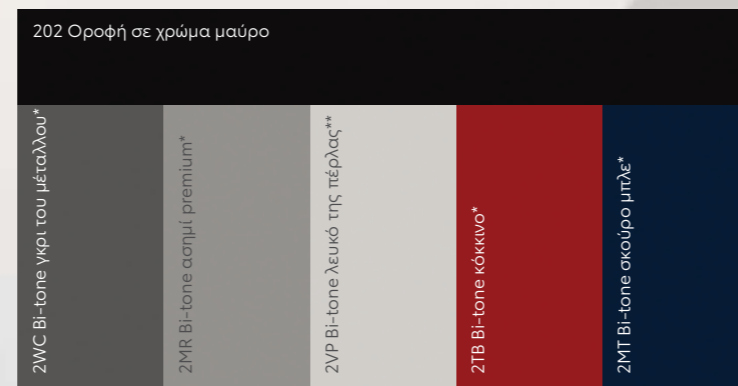 202 Οροφή σε χρώμα μαύρο
2WC Bi-tone γκρι του μέταλλου*
2MR Bi-tone ασημί premium*
2VP Bi-tone λευκό της πέρλας**
2TB Bi-tone κόκκινο*
2MT Bi-tone σκούρο μπλε*